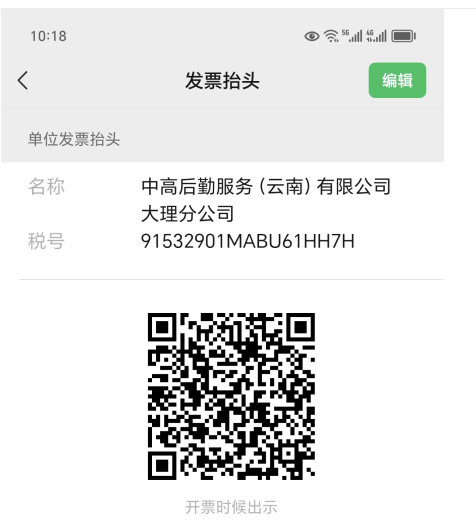 10:18
5G 4G
发票抬头
编辑
单位发票抬头
名称 中高后勤服务（云南）有限公司
大理分公司
税号 91532901MABU61HH7H
开票时候出示